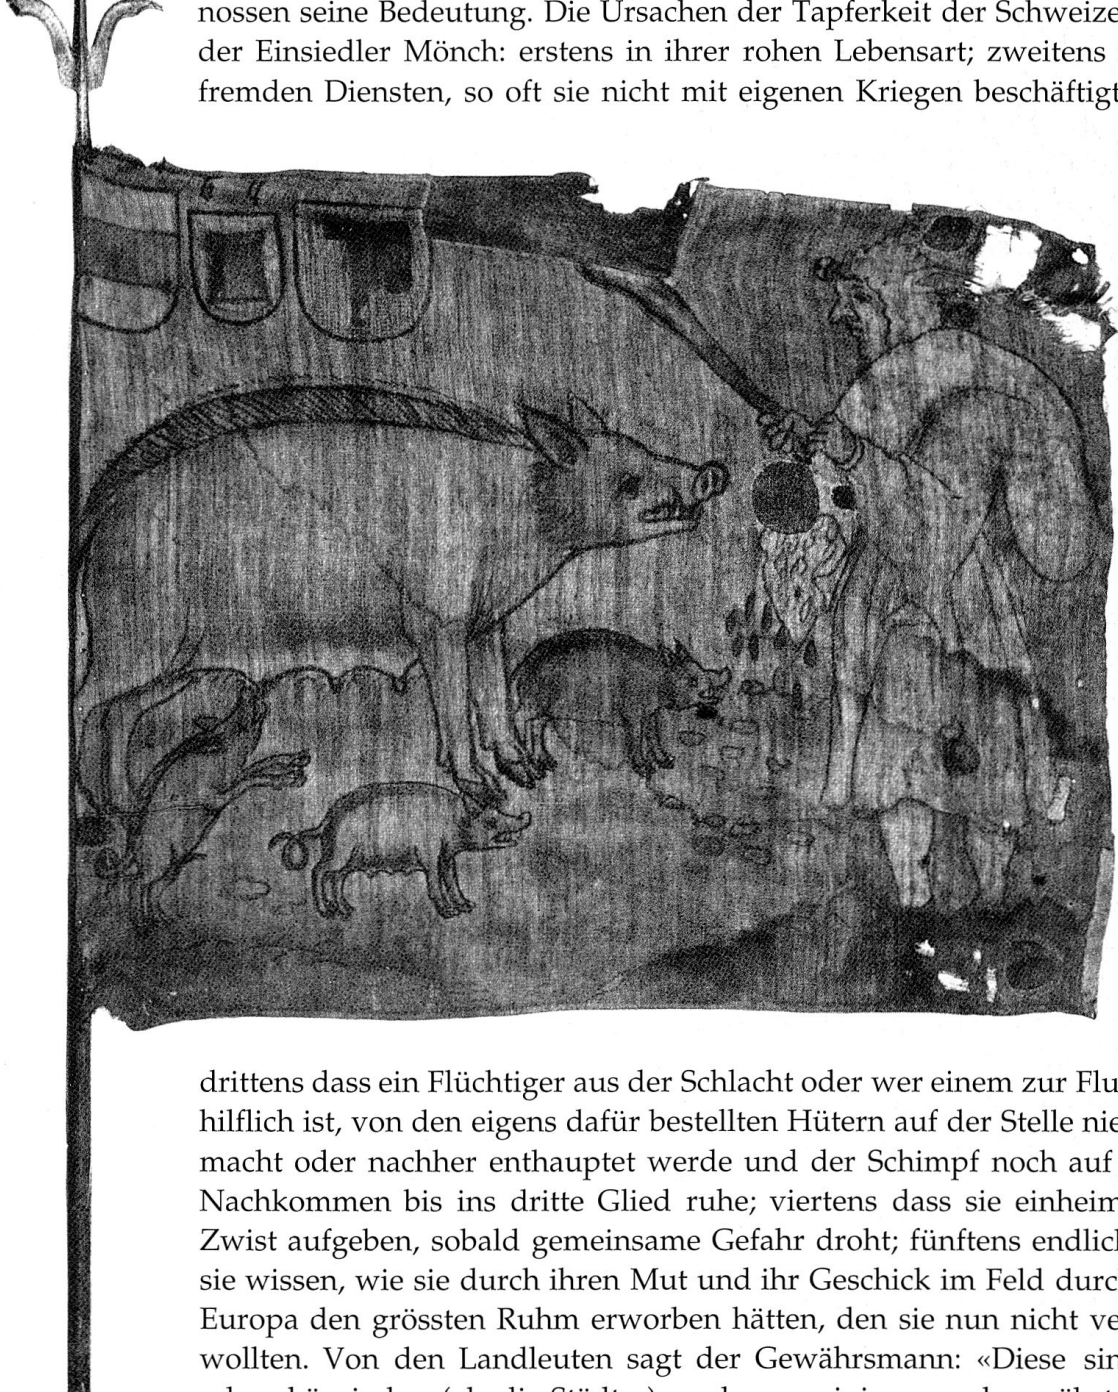 nossen seine Bedeutung. Die Ursachen der Tapferkeit der Schweize
der Einsiedler Mönch: erstens in ihrer rohen Lebensart; zweitens
fremden Diensten, so oft sie nicht mit eigenen Kriegen beschäftigt
drittens dass ein Flüchtiger aus der Schlacht oder wer einem zur Flu
hilflich ist, von den eigens dafür bestellten Hütern auf der Stelle nie
macht oder nachher enthauptet werde und der Schimpf noch auf
Nachkommen bis ins dritte Glied ruhe; viertens dass sie einheim
Zwist aufgeben, sobald gemeinsame Gefahr droht; fünftens endlich
sie wissen, wie sie durch ihren Mut und ihr Geschick im Feld durc
Europa den grössten Ruhm erworben hätten, den sie nun nicht ve
wollten. Von den Landleuten sagt der Gewährsmann: «Diese sin